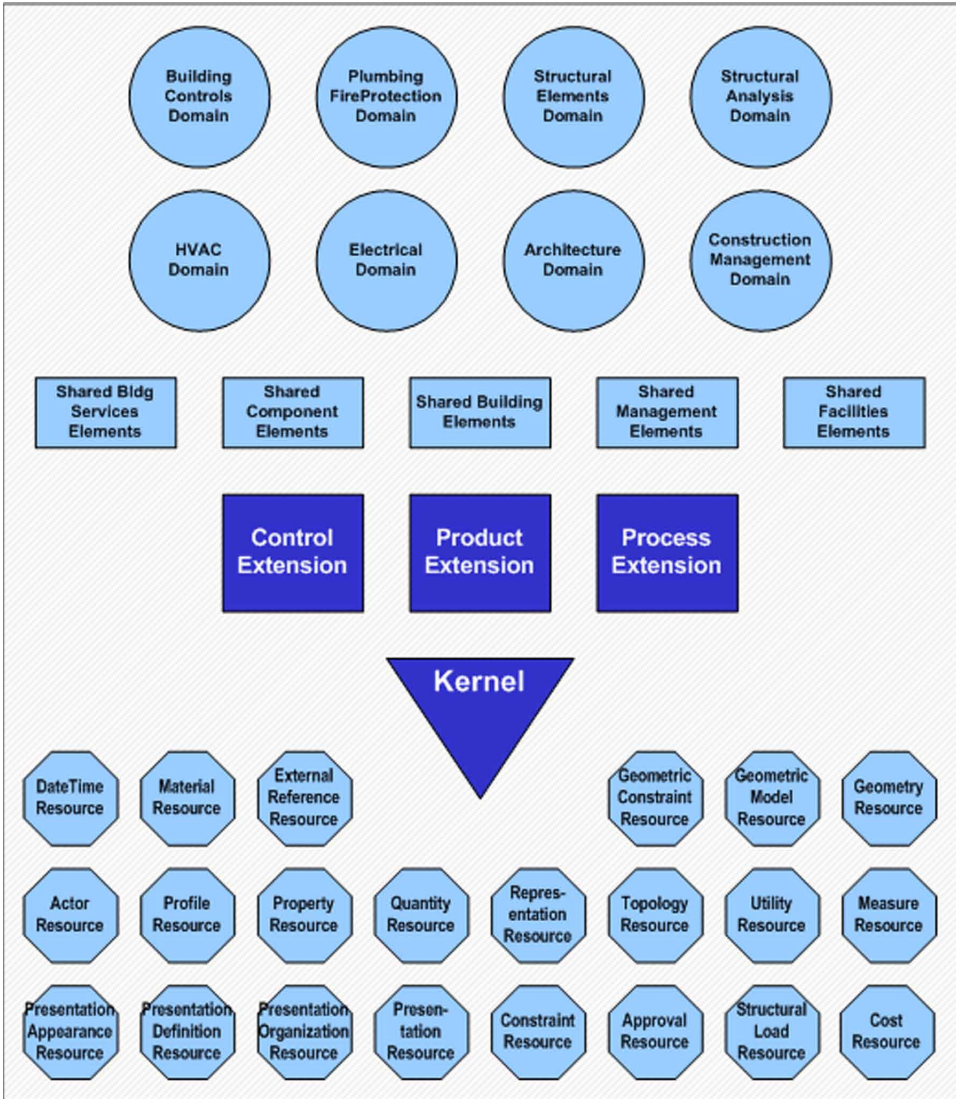 Building
Controls
Domain
Plumbing
FireProtection
Domain
Structural
Elements
Domain
Structural
Analysis
Domain
HVAC
Domain
Electrical
Domain
Architecture
Domain
Construction
Management
Domain
Shared Bldg
Services
Elements
Shared
Component
Elements
Shared Building
Elements
Shared
Management
Elements
Shared
Facilities
Elements
Control
Extension
Product
Extension
Process
Extension
Kernel
DateTime
Resource
Material
Resource
External
Reference
Resource
Geometric
Constraint
Resource
Geometric
Model
Resource
Geometry
Resource
Actor
Resource
Profile
Resource
Property
Resource
Quantity
Resource
Repres-
entation
Resource
Topology
Resource
Utility
Resource
Measure
Resource
Presentation
Appearance
Resource
Presentation
Definition
Resource
Presentation
Organization
Resource
Presen-
tation
Resource
Constraint
Resource
Approval
Resource
Structural
Load
Resource
Cost
Resource